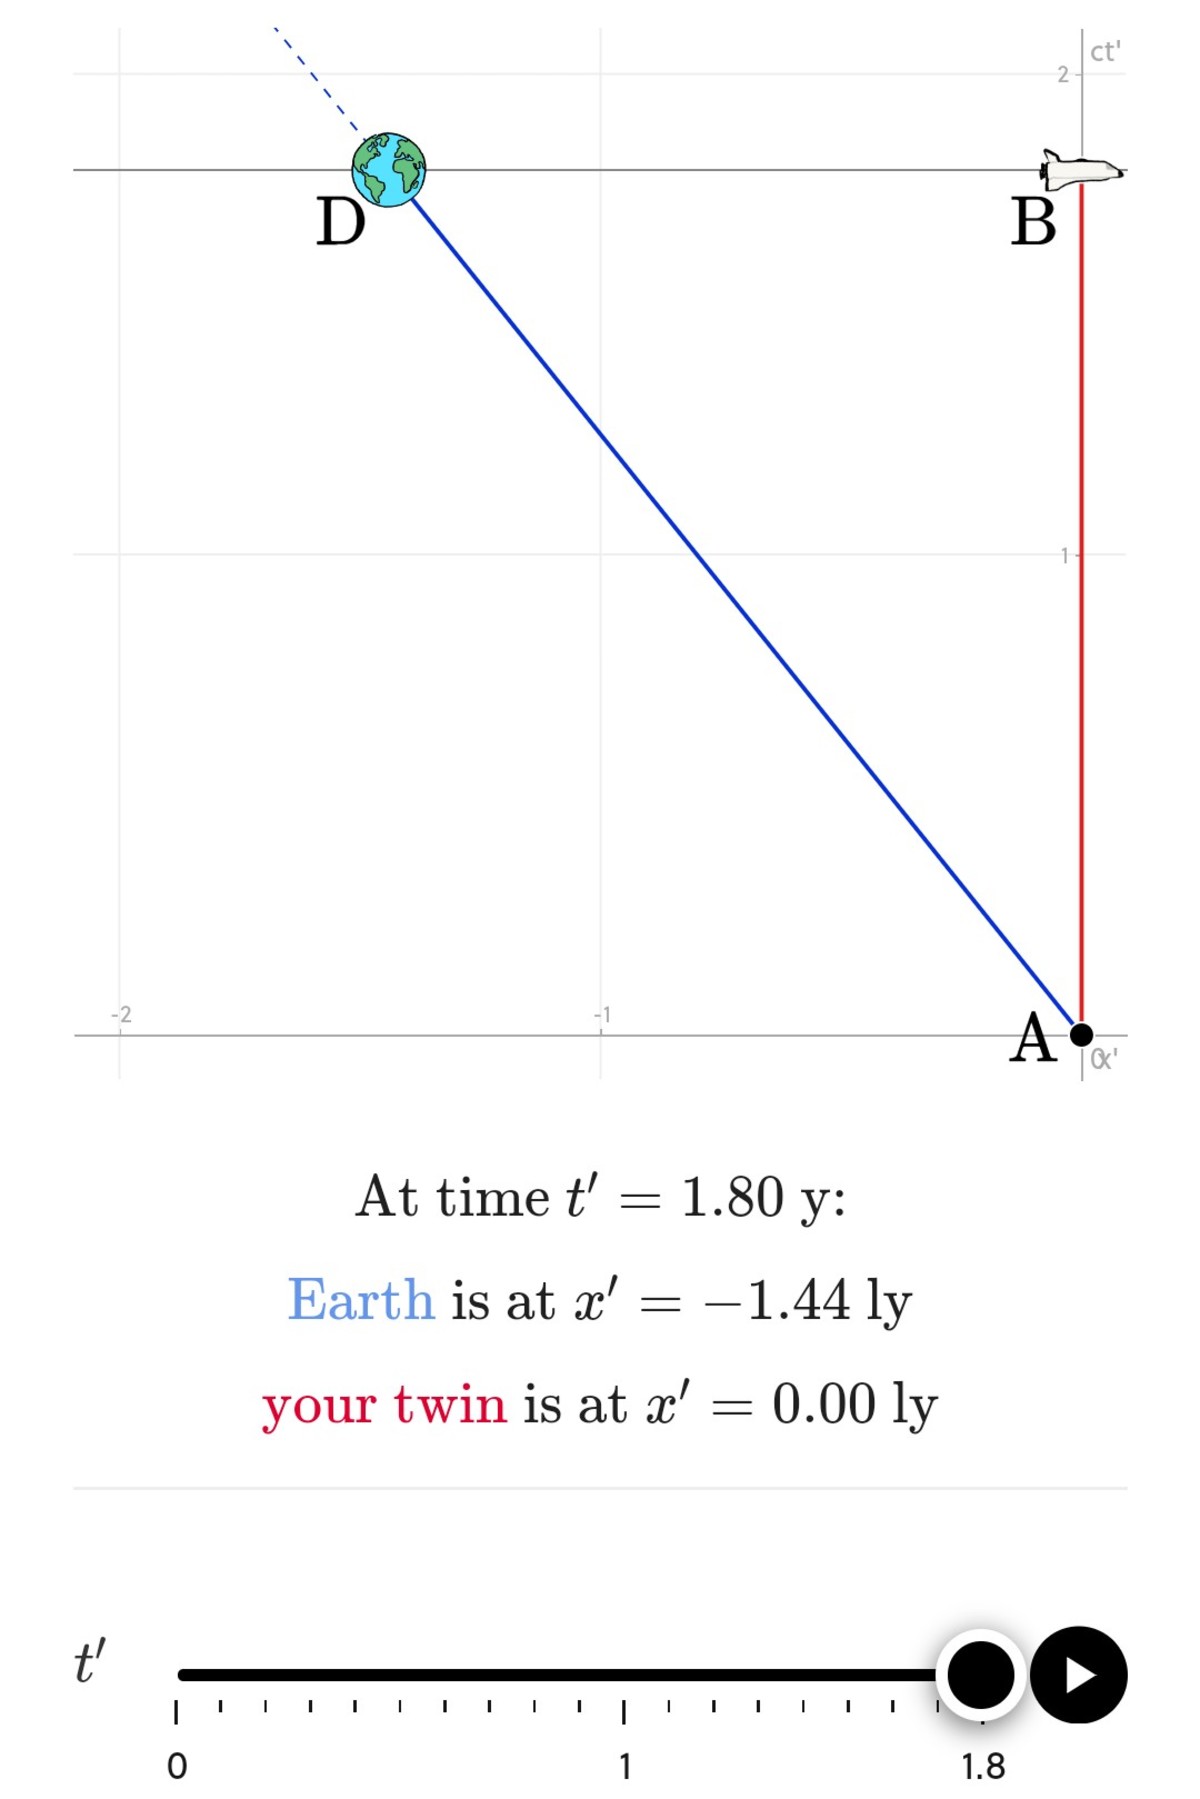 ct'
2
D
B
1
-2
-1
A
0
x'
At time t′ = 1.80 y:
Earth is at x′ = −1.44 ly
your twin is at x′ = 0.00 ly
t′
0 1 1.8